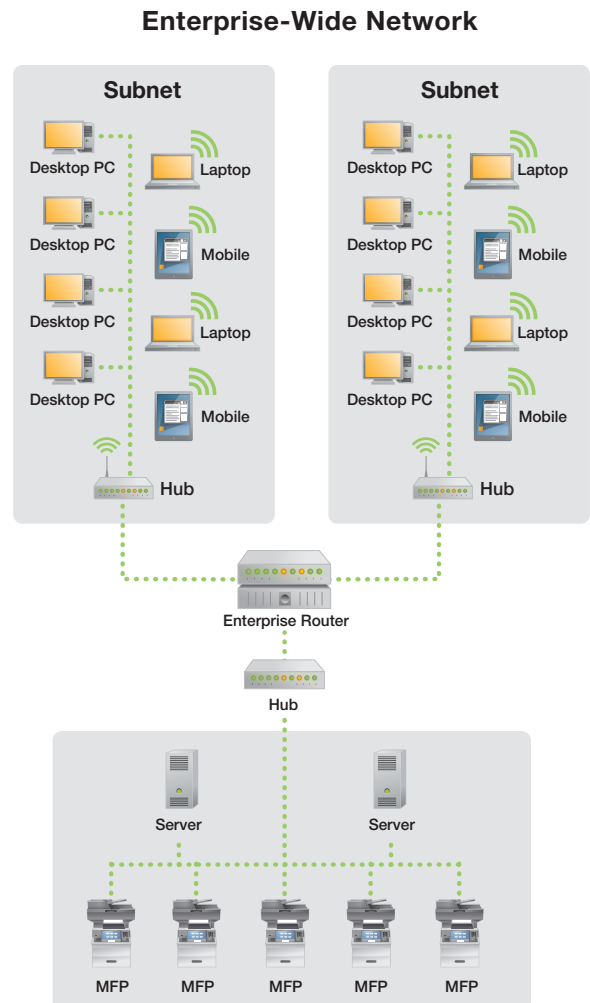 Enterprise-Wide Network
Subnet
Desktop PC
Laptop
Desktop PC
Mobile
Desktop PC
Laptop
Desktop PC
Mobile
Hub
Subnet
Desktop PC
Laptop
Desktop PC
Mobile
Desktop PC
Laptop
Desktop PC
Mobile
Hub
Enterprise Router
Hub
Server
Server
MFP
MFP
MFP
MFP
MFP